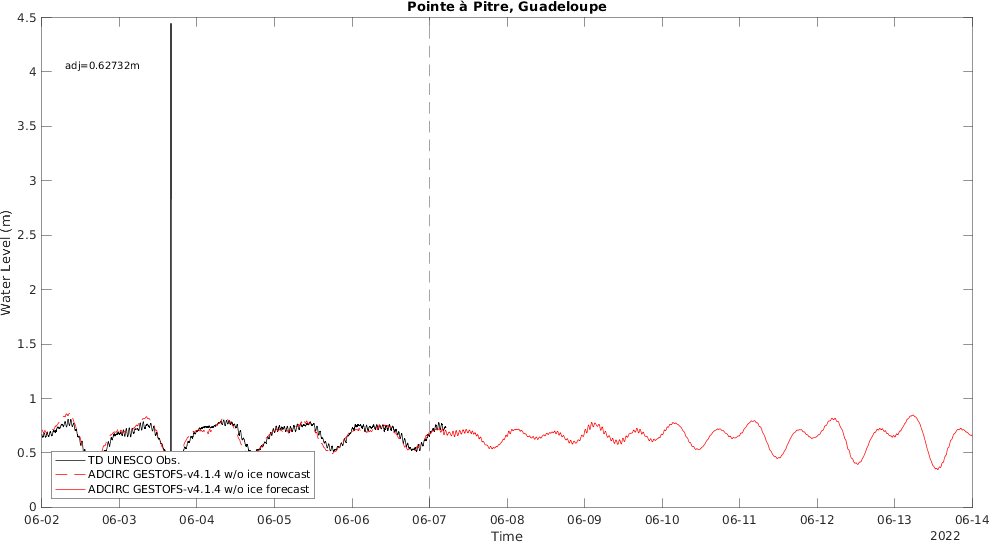 Pointe à Pitre, Guadeloupe
adj=0.62732m
Water Level (m)
4.5
4
3.5
3
2.5
2
1.5
1
0.5
0
TD UNESCO Obs.
ADCIRC GESTOFS-v4.1.4 w/o ice nowcast
ADCIRC GESTOFS-v4.1.4 w/o ice forecast
06-02 06-03 06-04 06-05 06-06 06-07 06-08 06-09 06-10 06-11 06-12 06-13 06-14
Time
2022